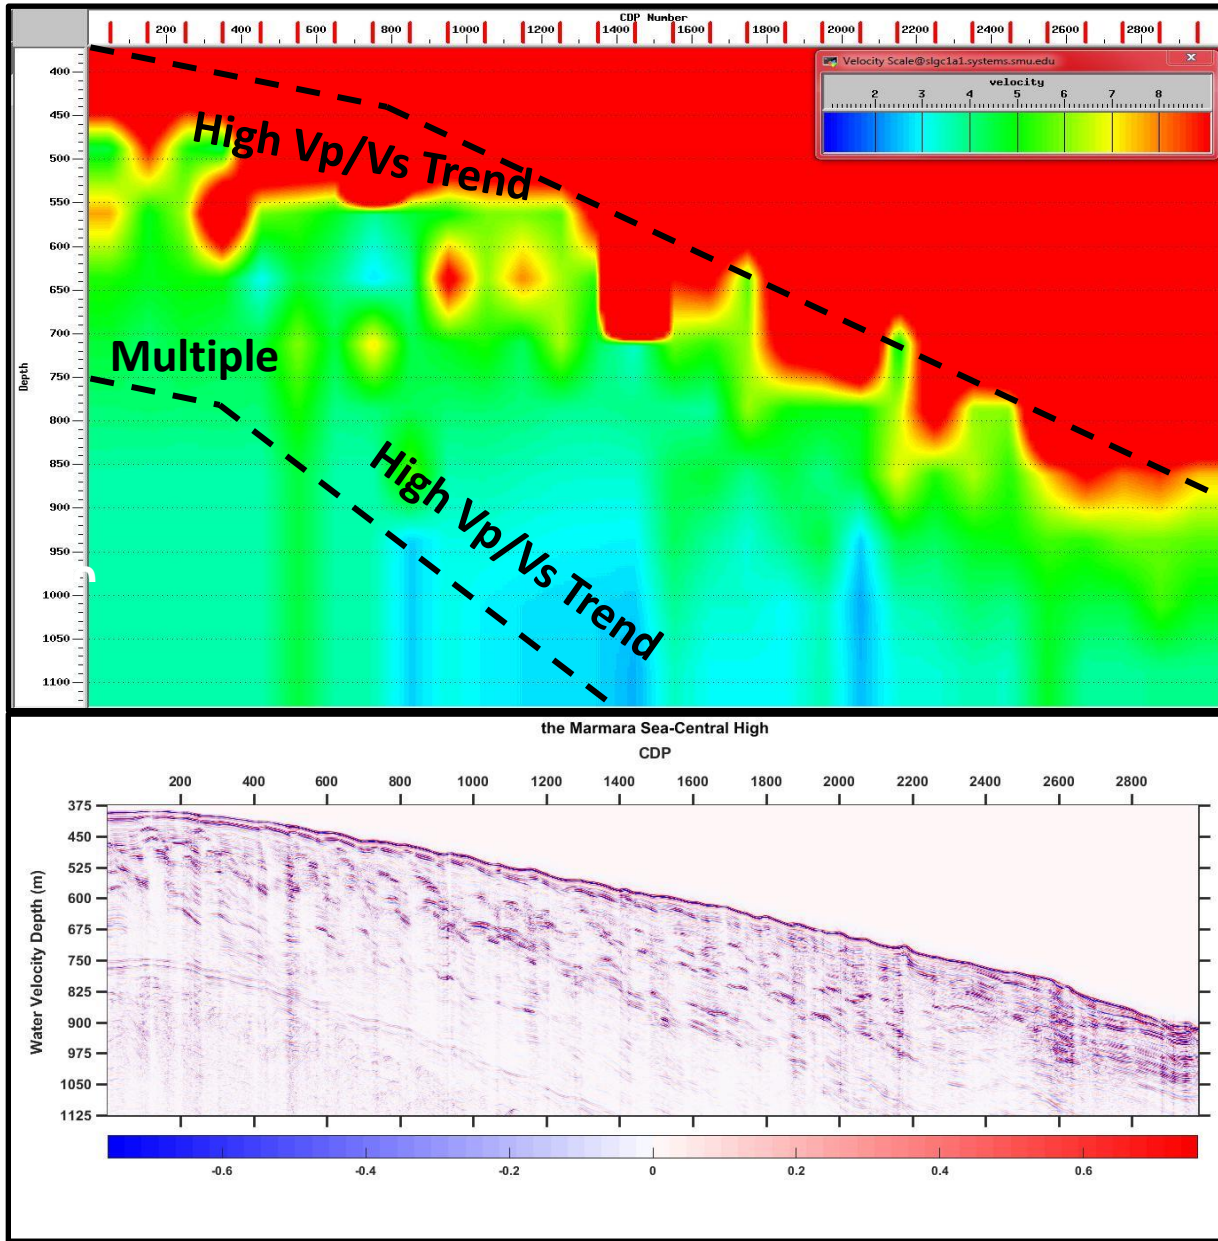 CDP Number
200 400 600 800 1000 1200 1400 1600 1800 2000 2200 2400 2600 2800
Velocity Scale@slgc1a1.systems.smu.edu
velocity
2 3 4 5 6 7 8
Depth
400
450
500
550
600
650
700
750
800
850
900
950
1000
1050
1100
High Vp/Vs Trend
Multiple
High Vp/Vs Trend
the Marmara Sea-Central High
CDP
200 400 600 800 1000 1200 1400 1600 1800 2000 2200 2400 2600 2800
Water Velocity Depth (m)
375
450
525
600
675
750
825
900
975
1050
1125
-0.6 -0.4 -0.2 0 0.2 0.4 0.6